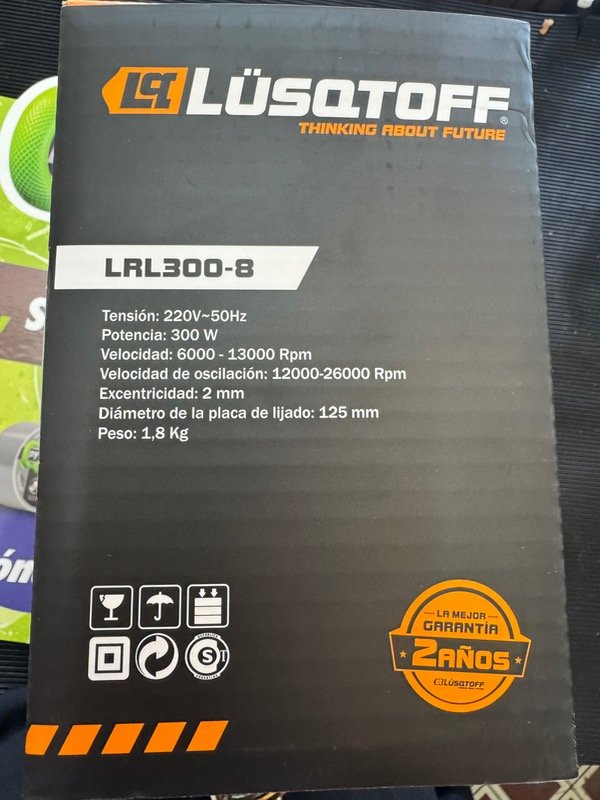 LÜSQTOFF®
THINKING ABOUT FUTURE
LRL300-8
Tensión: 220V~50Hz
Potencia: 300 W
Velocidad: 6000 - 13000 Rpm
Velocidad de oscilación: 12000-26000 Rpm
Excentricidad: 2 mm
Diámetro de la placa de lijado: 125 mm
Peso: 1,8 Kg
LA MEJOR
GARANTÍA
2 AÑOS
LÜSQTOFF